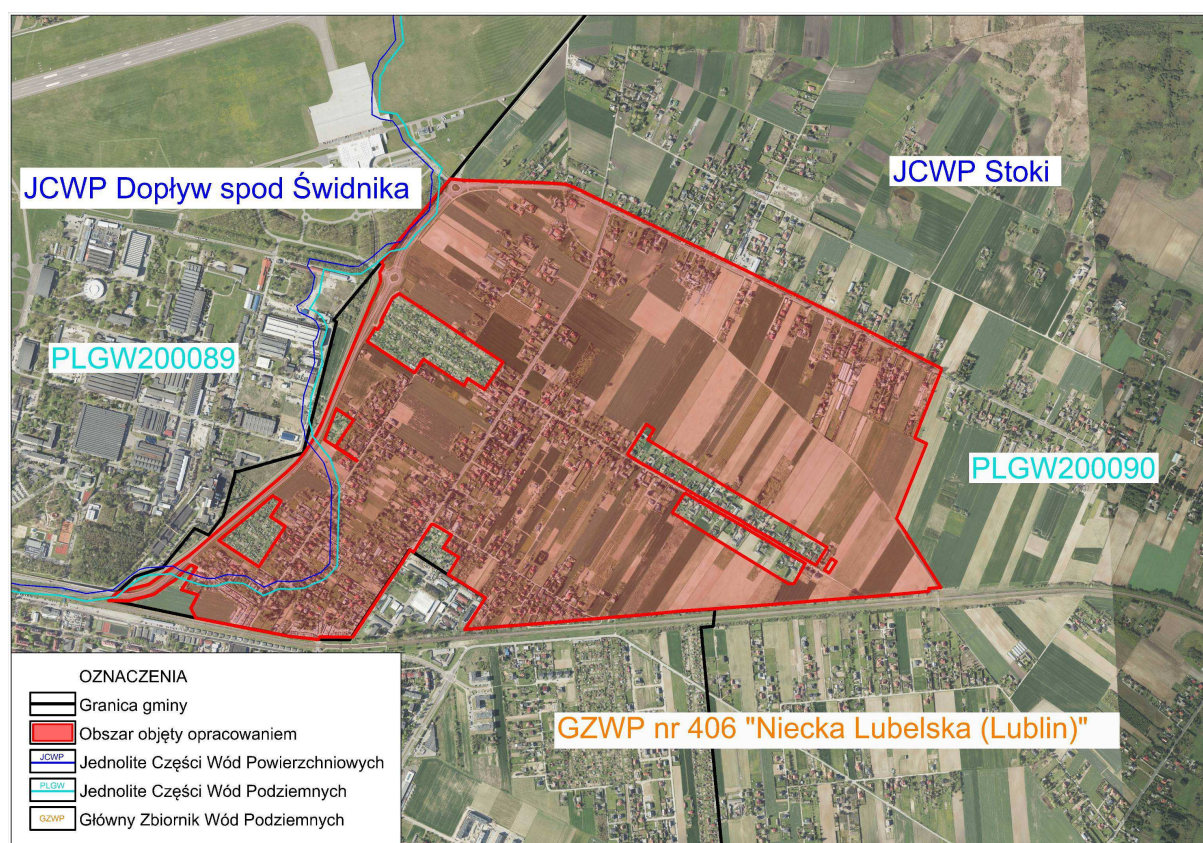 JCWP Stoki
JCWP Dopływ spod Świdnika
PLGW200089
PLGW200090
GZWP nr 406 "Niecka Lubelska (Lublin)"
OZNACZENIA
Granica gminy
Obszar objęty opracowaniem
JCWP Jednolite Części Wód Powierzchniowych
PLGW Jednolite Części Wód Podziemnych
GZWP Główny Zbiornik Wód Podziemnych